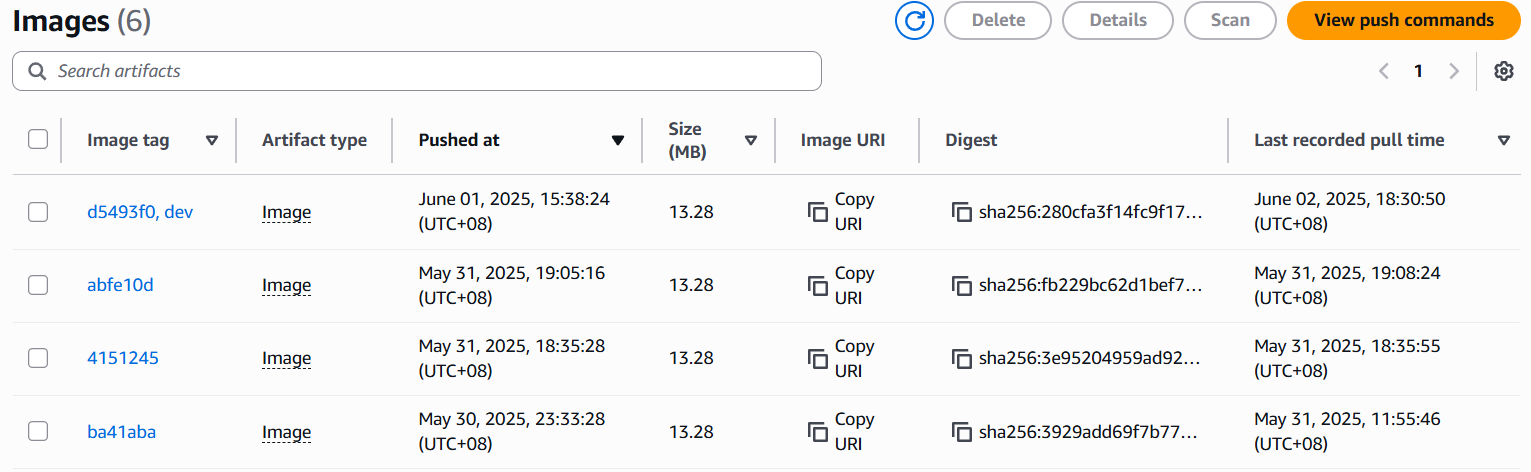 Images (6)
Delete
Details
Scan
View push commands
Search artifacts
1
Image tag
Artifact type
Pushed at
Size
(MB)
Image URI
Digest
Last recorded pull time
d5493f0, dev
Image
June 01, 2025, 15:38:24
(UTC+08)
13.28
Copy
URI
sha256:280cfa3f14fc9f17...
June 02, 2025, 18:30:50
(UTC+08)
abfe10d
Image
May 31, 2025, 19:05:16
(UTC+08)
13.28
Copy
URI
sha256:fb229bc62d1bef7...
May 31, 2025, 19:08:24
(UTC+08)
4151245
Image
May 31, 2025, 18:35:28
(UTC+08)
13.28
Copy
URI
sha256:3e95204959ad92...
May 31, 2025, 18:35:55
(UTC+08)
ba41aba
Image
May 30, 2025, 23:33:28
(UTC+08)
13.28
Copy
URI
sha256:3929add69f7b77...
May 31, 2025, 11:55:46
(UTC+08)